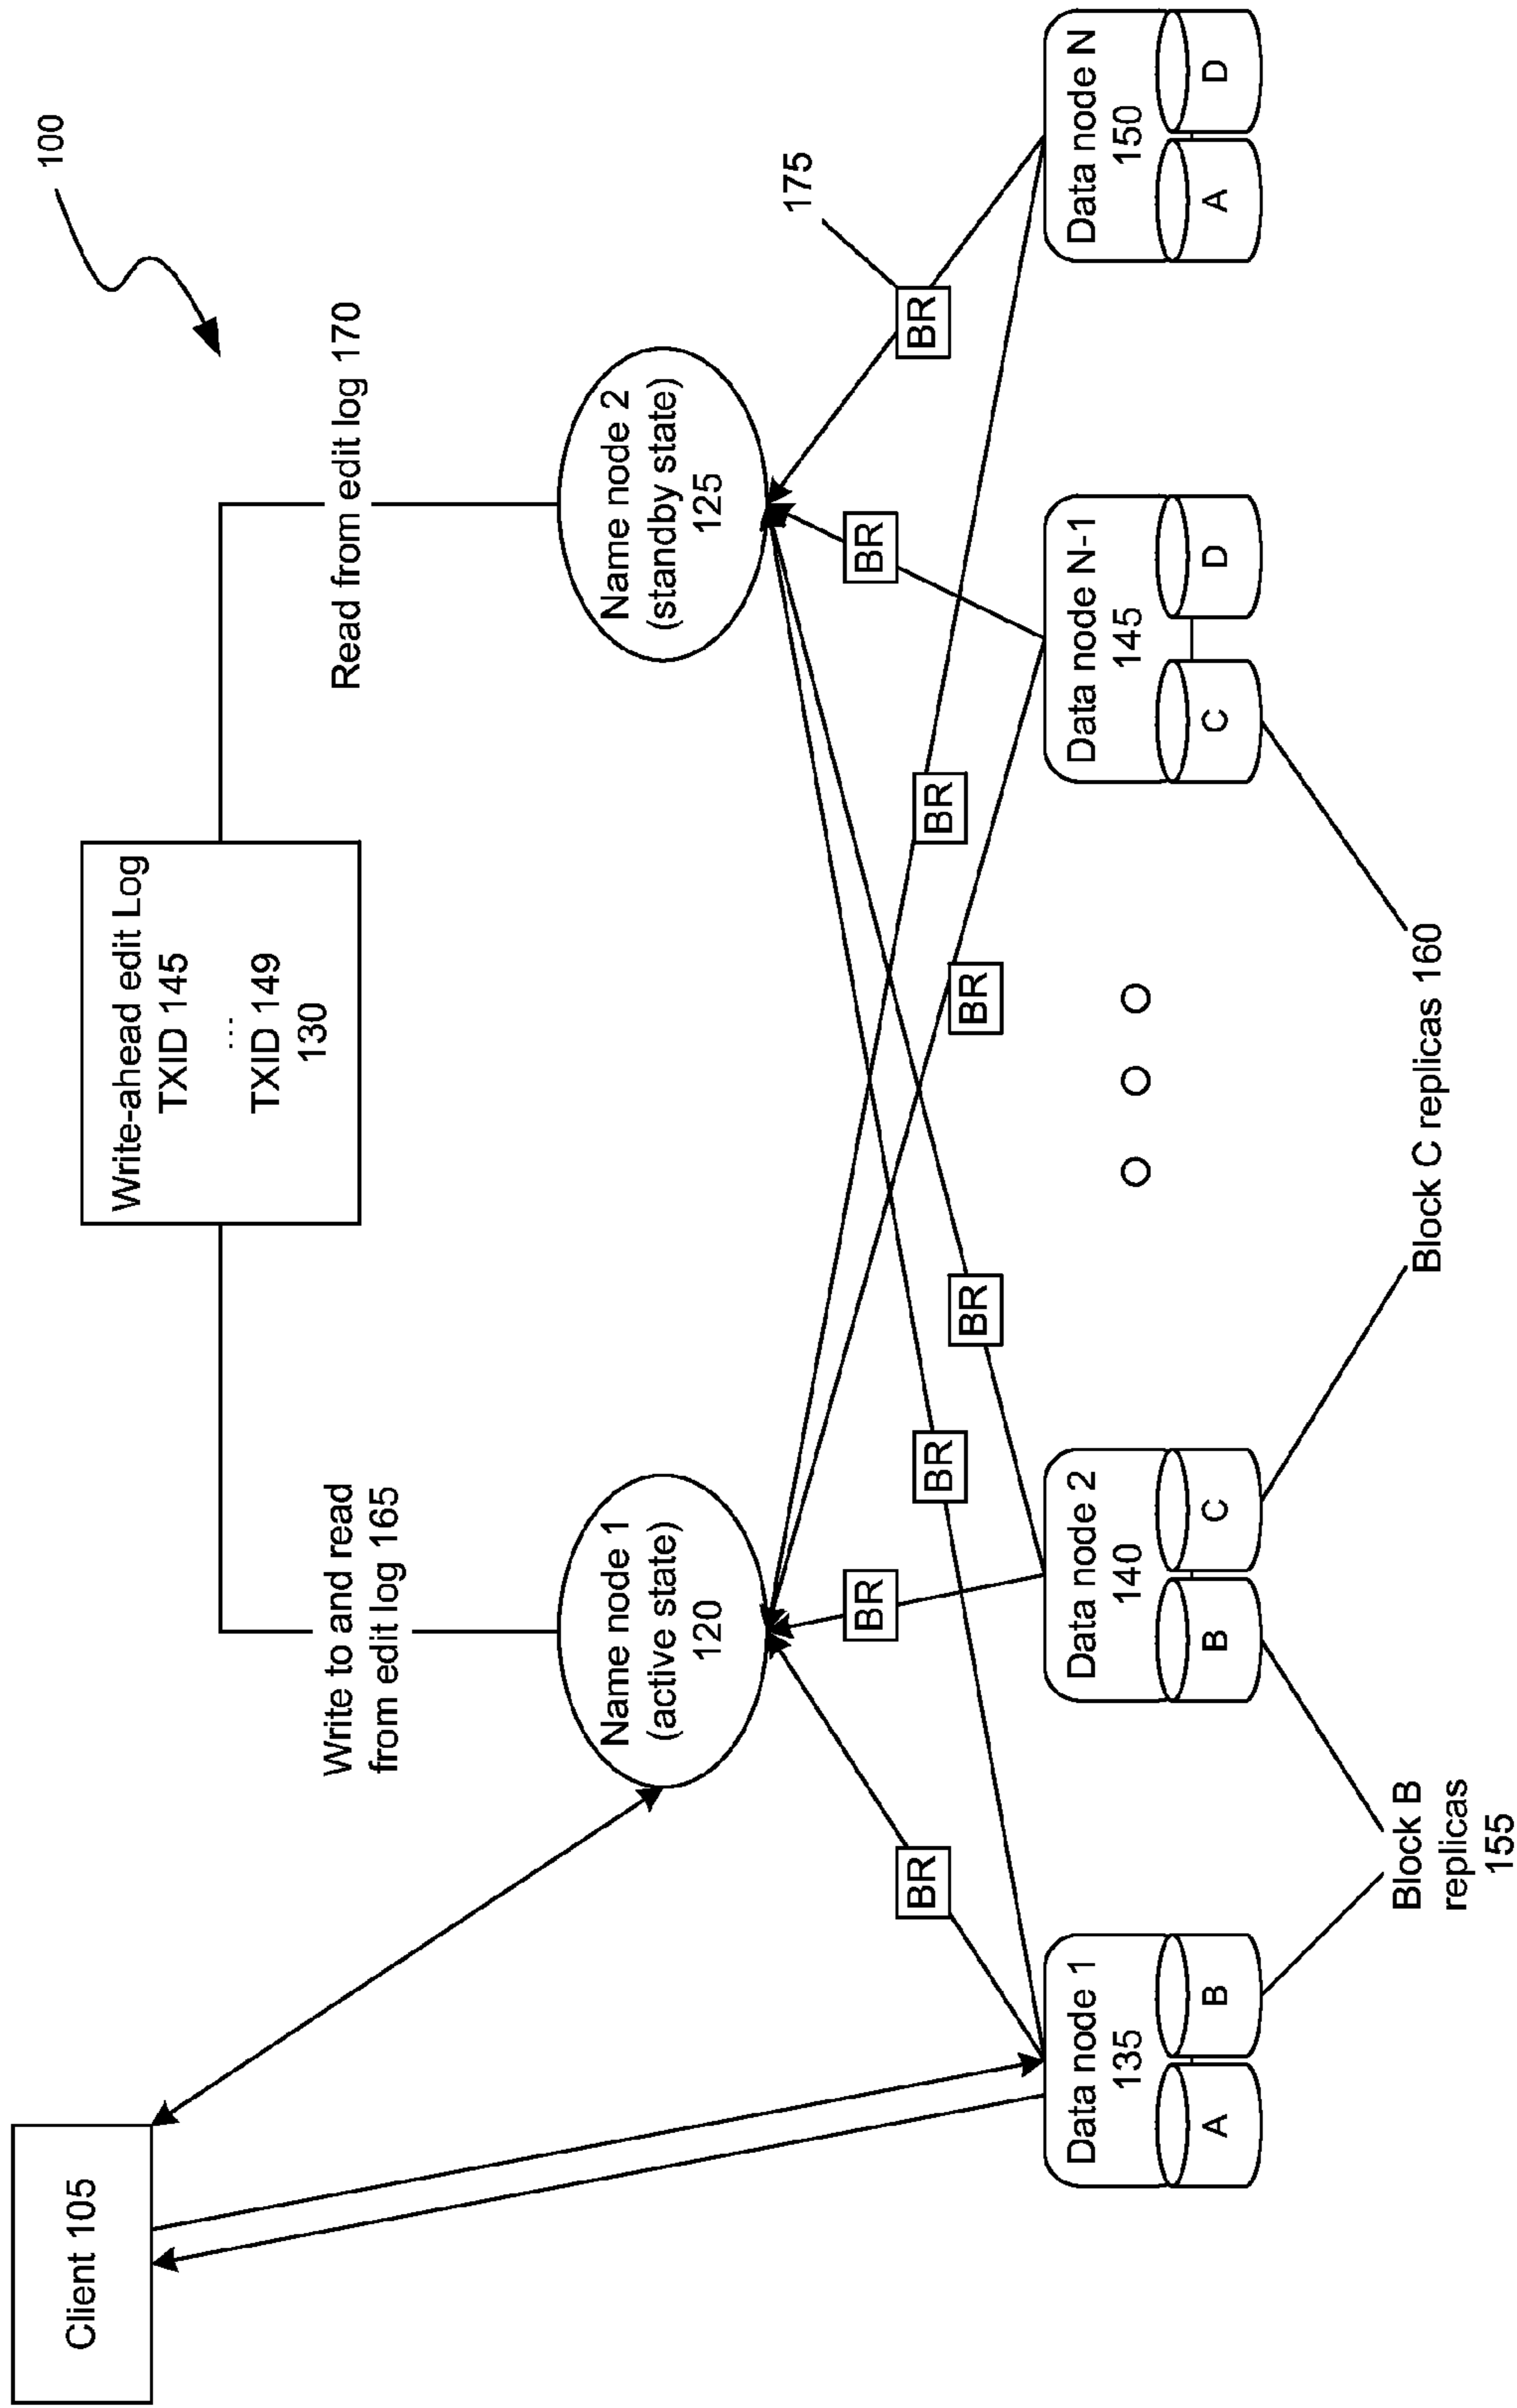 100
Client 105
Write-ahead edit Log
TXID 145
...
TXID 149
130
Write to and read
from edit log 165
Read from edit log 170
Name node 1
(active state)
120
Name node 2
(standby state)
125
175
BR
BR
BR
BR
BR
BR
BR
BR
Data node 1
135
A
B
Data node 2
140
B
C
Data node N-1
145
C
D
Data node N
150
A
D
Block B
replicas
155
Block C replicas 160